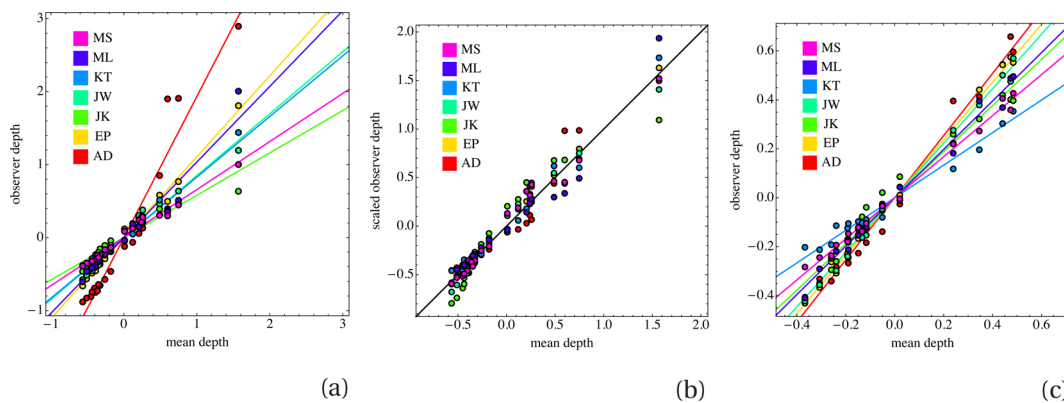 3
2
1
0
−1
observer depth
MS
ML
KT
JW
JK
EP
AD
−1 0 1 2 3
mean depth
(a)
2.0
1.5
1.0
0.5
0.0
−0.5
scaled observer depth
MS
ML
KT
JW
JK
EP
AD
−0.5 0.0 0.5 1.0 1.5 2.0
mean depth
(b)
0.6
0.4
0.2
0.0
−0.2
−0.4
observer depth
MS
ML
KT
JW
JK
EP
AD
−0.4 −0.2 0.0 0.2 0.4 0.6
mean depth
(c)